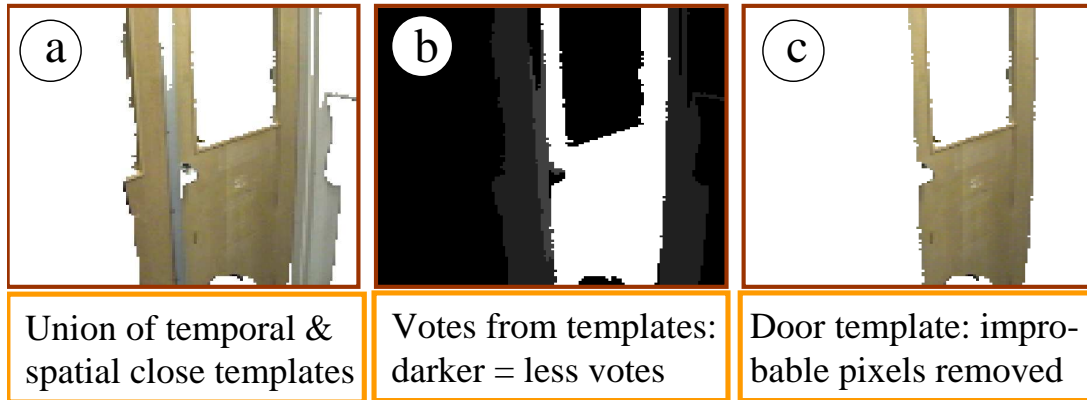 a
b
c
Union of temporal &
spatial close templates
Votes from templates:
darker = less votes
Door template: impro-
bable pixels removed